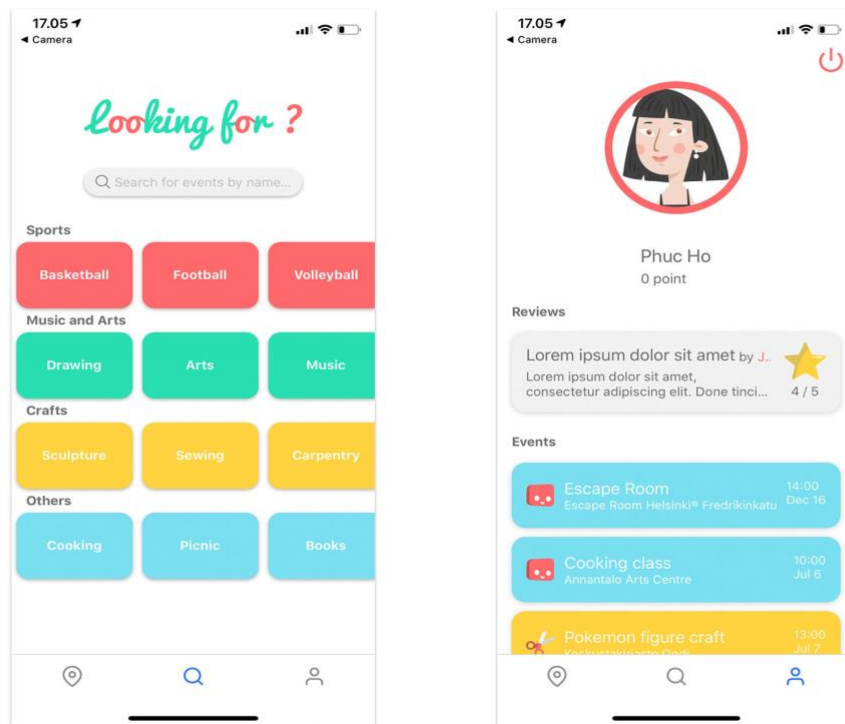 17.05
Camera
Looking for ?
Search for events by name...
Sports
Basketball
Football
Volleyball
Music and Arts
Drawing
Arts
Music
Crafts
Sculpture
Sewing
Carpentry
Others
Cooking
Picnic
Books
17.05
Camera
Phuc Ho
0 point
Reviews
Lorem ipsum dolor sit amet by J..
Lorem ipsum dolor sit amet,
consectetur adipiscing elit. Done tinci...
4 / 5
Events
Escape Room
14:00
Escape Room Helsinki® Fredrikinkatu
Dec 16
Cooking class
10:00
Annantalo Arts Centre
Jul 6
Pokemon figure craft
13:00
Keskustakirjasto Oodi
Jul 7